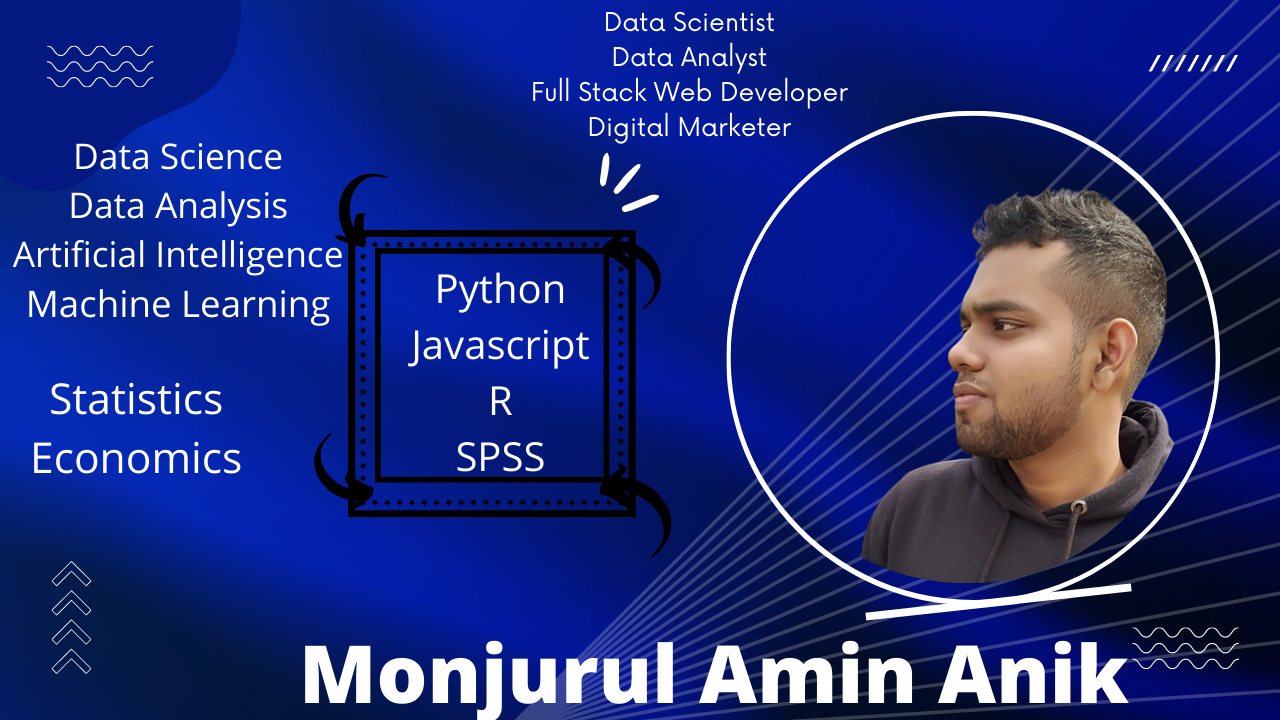 Data Scientist
Data Analyst
Full Stack Web Developer
Digital Marketer
Data Science
Data Analysis
Artificial Intelligence
Machine Learning
Statistics
Economics
Python
Javascript
R
SPSS
Monjurul Amin Anik